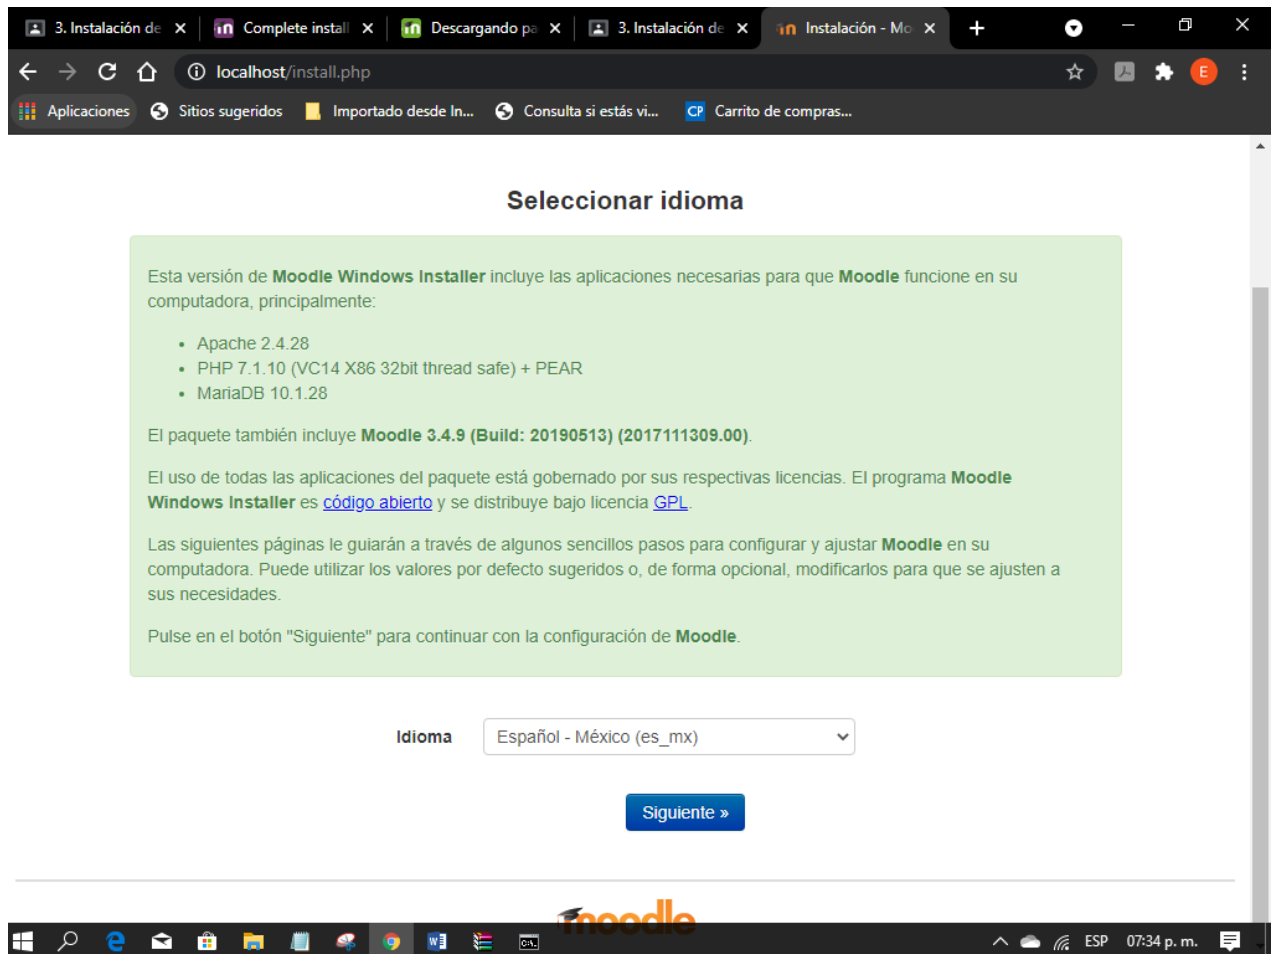 3. Instalación de
Complete install
Descargando pa
3. Instalación de
Instalación - Mo
localhost/install.php
E
Aplicaciones
Sitios sugeridos
Importado desde In...
Consulta si estás vi...
CP
Carrito de compras...
Seleccionar idioma
Esta versión de Moodle Windows Installer incluye las aplicaciones necesarias para que Moodle funcione en su
computadora, principalmente:
• Apache 2.4.28
• PHP 7.1.10 (VC14 X86 32bit thread safe) + PEAR
• MariaDB 10.1.28
El paquete también incluye Moodle 3.4.9 (Build: 20190513) (2017111309.00).
El uso de todas las aplicaciones del paquete está gobernado por sus respectivas licencias. El programa Moodle
Windows Installer es código abierto y se distribuye bajo licencia GPL.
Las siguientes páginas le guiarán a través de algunos sencillos pasos para configurar y ajustar Moodle en su
computadora. Puede utilizar los valores por defecto sugeridos o, de forma opcional, modificarlos para que se ajusten a
sus necesidades.
Pulse en el botón "Siguiente" para continuar con la configuración de Moodle.
Idioma
Español - México (es_mx)
Siguiente »
moodle
ESP
07:34 p. m.